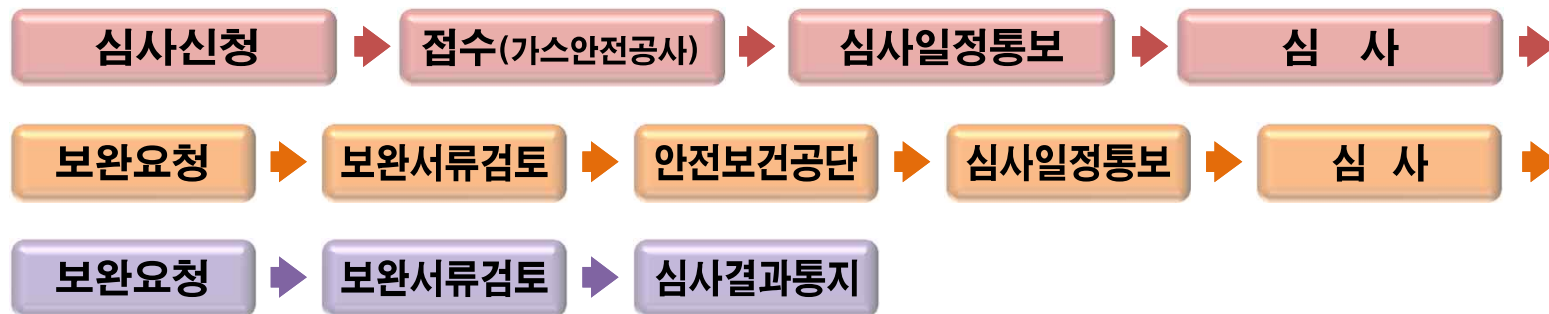 심사신청 접수(가스안전공사) 심사일정통보 심 사
보완요청 보완서류검토 안전보건공단 심사일정통보 심 사
보완요청 보완서류검토 심사결과통지